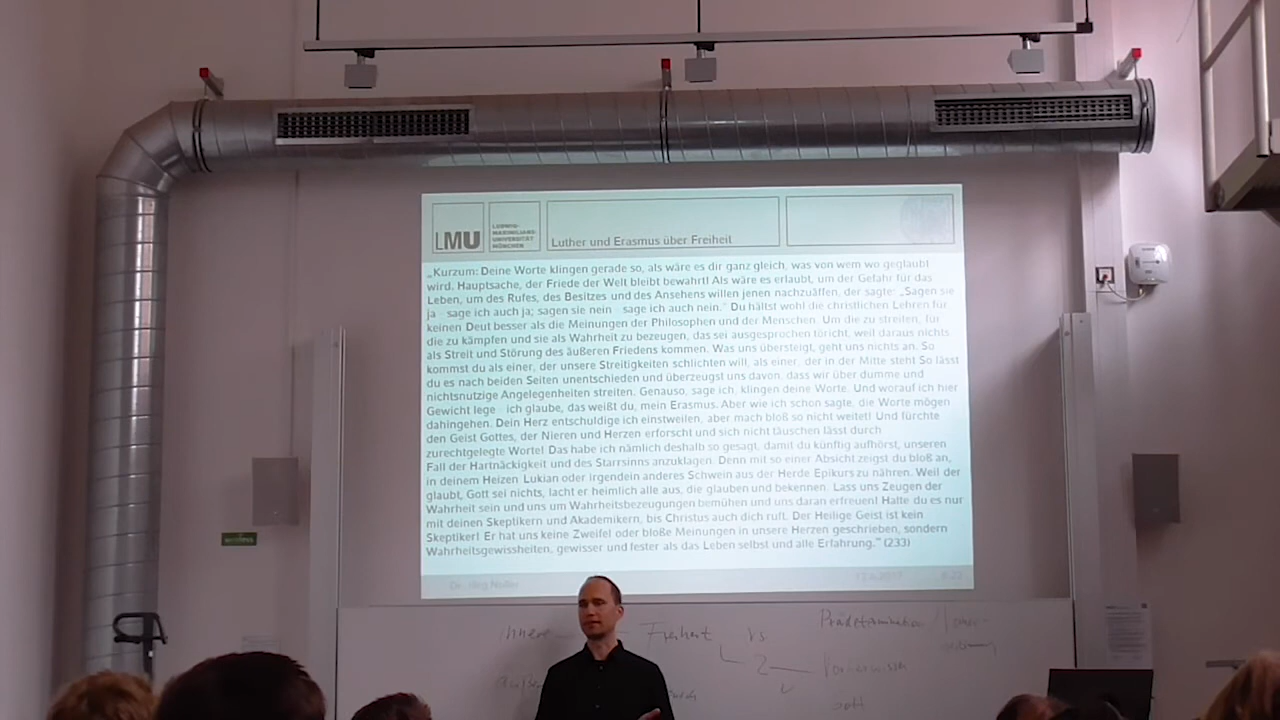 LMU
LUDWIG-
MAXIMILIANS-
UNIVERSITÄT
MÜNCHEN
Luther und Erasmus über Freiheit
„Kurzum: Deine Worte klingen gerade so, als wäre es dir ganz gleich, was von wem wo geglaubt
wird. Hauptsache, der Friede der Welt bleibt bewahrt! Als wäre es erlaubt, um der Gefahr für das
Leben, um des Rufes, des Besitzes und des Ansehens willen jenen nachzuäffen, der sagte: „Sagen sie
ja - sage ich auch ja; sagen sie nein - sage ich auch nein.“ Du hältst wohl die christlichen Lehren für
keinen Deut besser als die Meinungen der Philosophen und der Menschen. Um die zu streiten, für
die zu kämpfen und sie als Wahrheit zu bezeugen, das sei ausgesprochen töricht, weil daraus nichts
als Streit und Störung des äußeren Friedens kommen. Was uns übersteigt, geht uns nichts an. So
kommst du als einer, der unsere Streitigkeiten schlichten will, als einer, der in der Mitte steht So lässt
du es nach beiden Seiten unentschieden und überzeugst uns davon, dass wir über dumme und
nichtsnutzige Angelegenheiten streiten. Genauso, sage ich, klingen deine Worte. Und worauf ich hier
Gewicht lege - ich glaube, das weißt du, mein Erasmus. Aber wie ich schon sagte, die Worte mögen
dahingehen. Dein Herz entschuldige ich einstweilen, aber mach bloß so nicht weiter! Und fürchte
den Geist Gottes, der Nieren und Herzen erforscht und sich nicht täuschen lässt durch
zurechtgelegte Worte! Das habe ich nämlich deshalb so gesagt, damit du künftig aufhörst, unseren
Fall der Hartnäckigkeit und des Starrsinns anzuklagen. Denn mit so einer Absicht zeigst du bloß an,
in deinem Heizen Lukian oder irgendein anderes Schwein aus der Herde Epikurs zu nähren. Weil der
glaubt, Gott sei nichts, lacht er heimlich alle aus, die glauben und bekennen. Lass uns Zeugen der
Wahrheit sein und uns um Wahrheitsbezeugungen bemühen und uns daran erfreuen! Halte du es nur
mit deinen Skeptikern und Akademikern, bis Christus auch dich ruft. Der Heilige Geist ist kein
Skeptiker! Er hat uns keine Zweifel oder bloße Meinungen in unsere Herzen geschrieben, sondern
Wahrheitsgewissheiten, gewisser und fester als das Leben selbst und alle Erfahrung.“ (233)
Dr. Jörg Noller
Innere Freiheit vs. Prädetermination
2 Vorherwissen
Gott